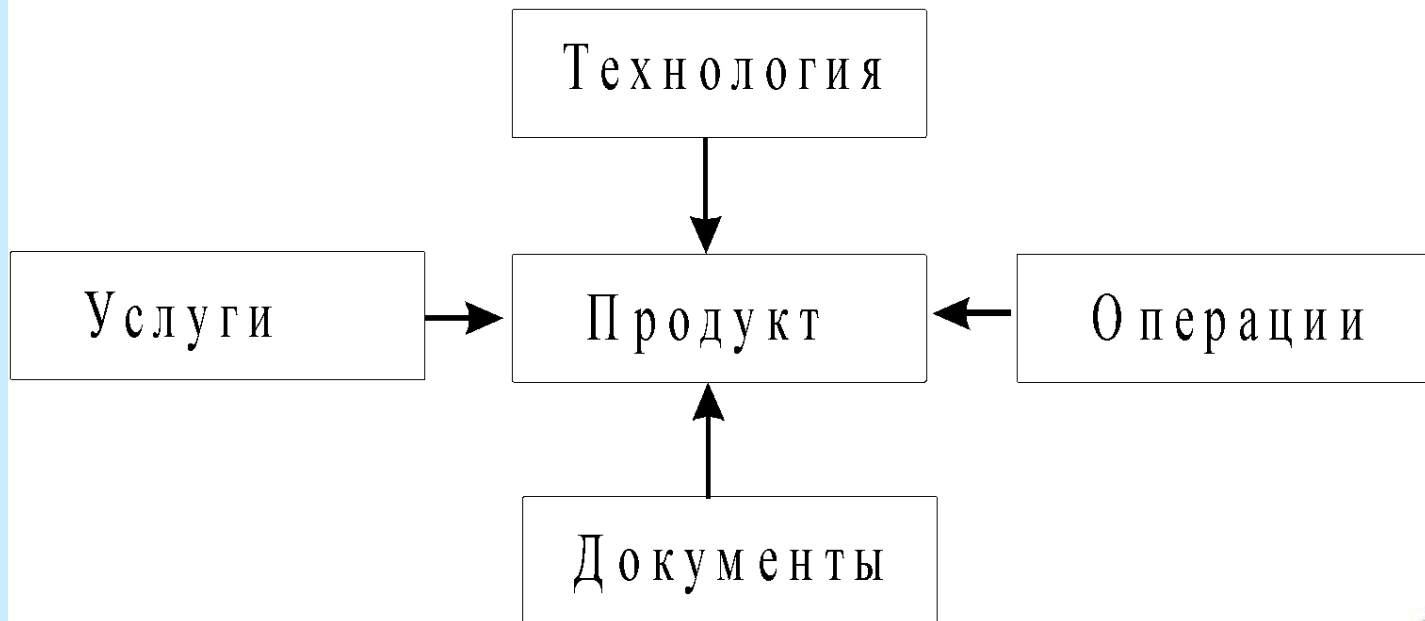 Технология
Услуги
Продукт
Операции
Документы